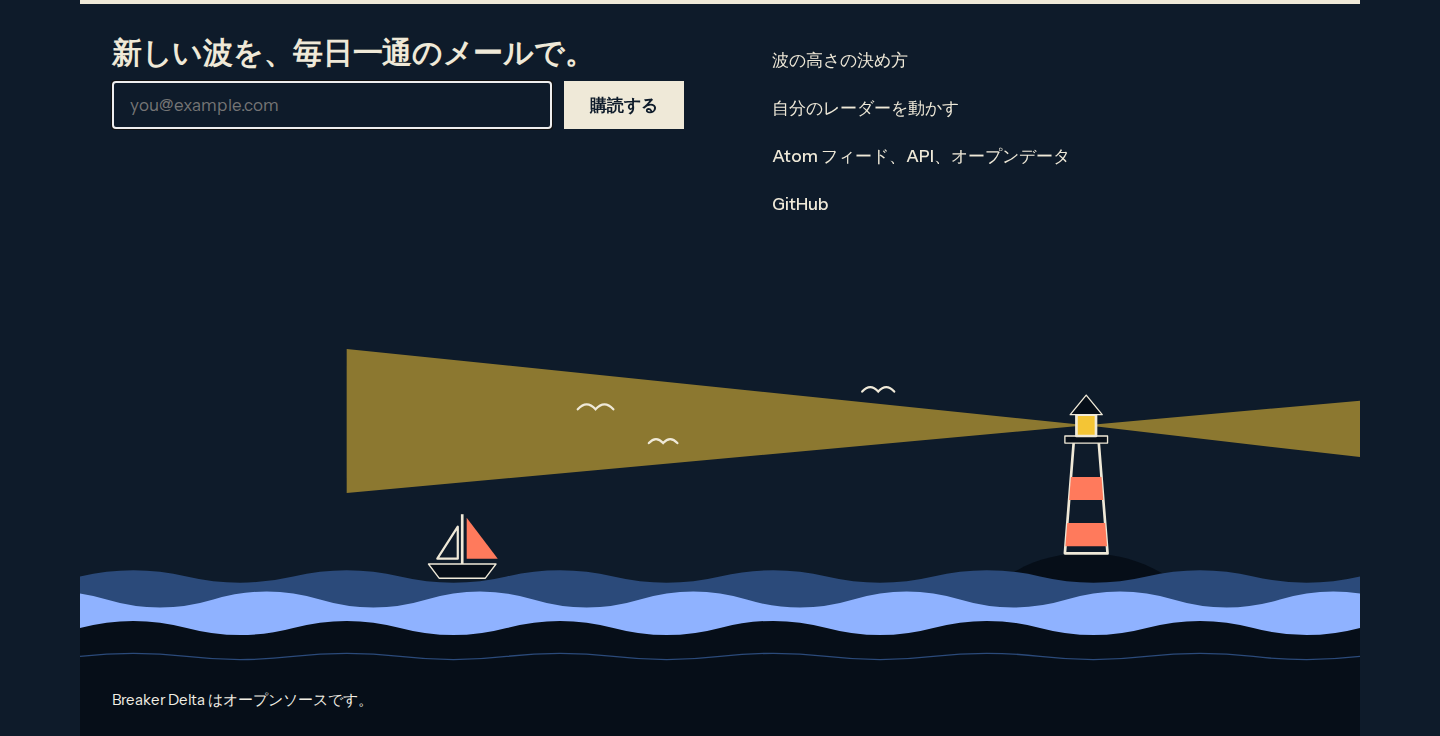 新しい波を、毎日一通のメールで。
you@example.com
購読する
波の高さの決め方
自分のレーダーを動かす
Atom フィード、API、オープンデータ
GitHub
Breaker Delta はオープンソースです。